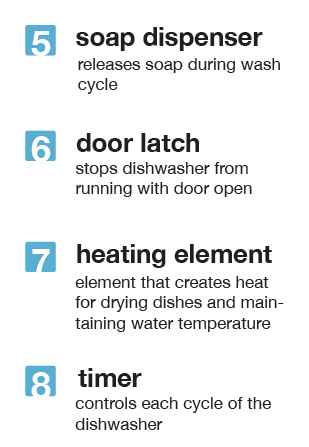 5 soap dispenser
releases soap during wash
cycle
6 door latch
stops dishwasher from
running with door open
7 heating element
element that creates heat
for drying dishes and main-
taining water temperature
8 timer
controls each cycle of the
dishwasher